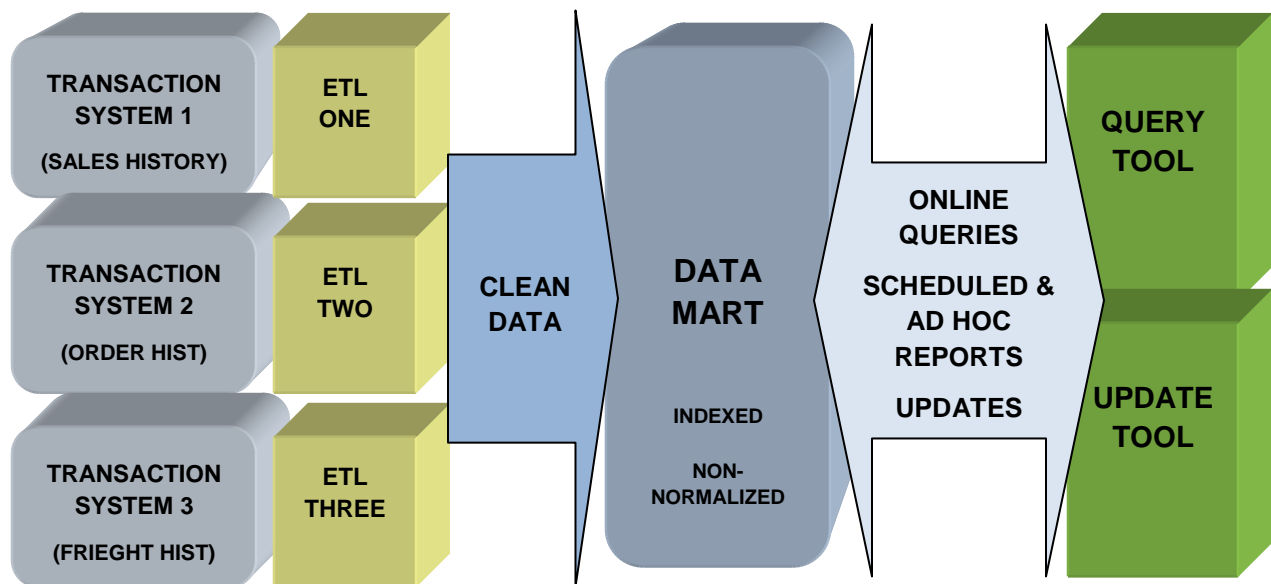 TRANSACTION
SYSTEM 1
(SALES HISTORY)
ETL
ONE
TRANSACTION
SYSTEM 2
(ORDER HIST)
ETL
TWO
TRANSACTION
SYSTEM 3
(FRIEGHT HIST)
ETL
THREE
CLEAN
DATA
DATA
MART
INDEXED
NON-
NORMALIZED
ONLINE
QUERIES
SCHEDULED &
AD HOC
REPORTS
UPDATES
QUERY
TOOL
UPDATE
TOOL